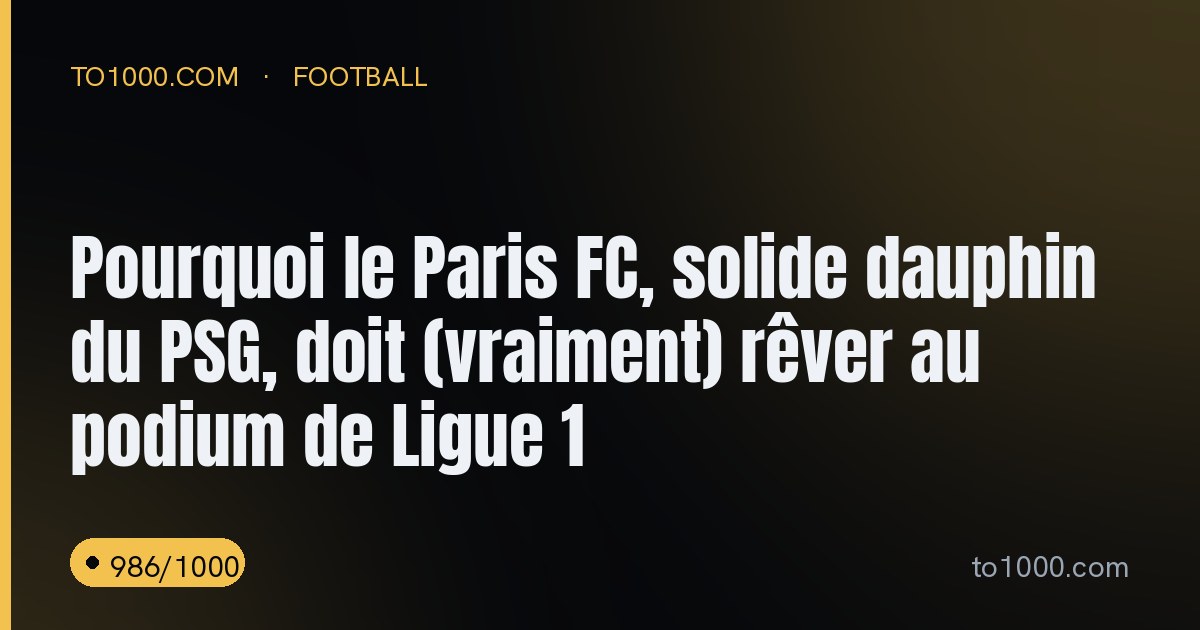 TO1000.COM · FOOTBALL
Pourquoi le Paris FC, solide dauphin
du PSG, doit (vraiment) rêver au
podium de Ligue 1
986/1000
to1000.com